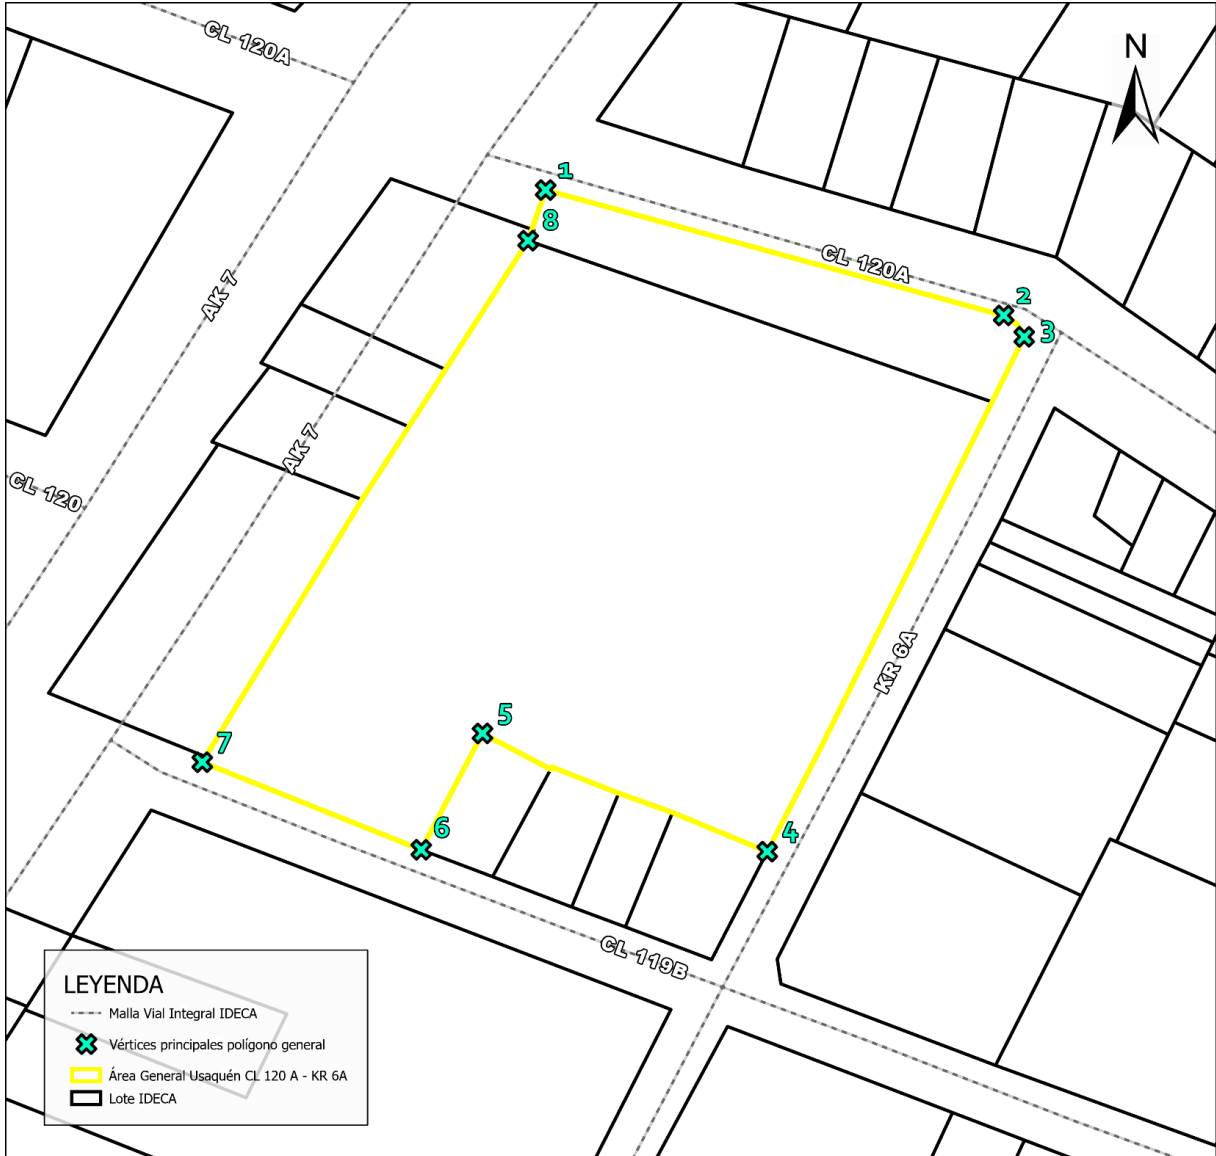 CL 120A
N
1
8
CL 120A
AK 7
2
3
AK 7
CL 120
KR 6A
5
7
6
4
CL 119B
LEYENDA
Malla Vial Integral IDECA
Vértices principales polígono general
Área General Usaquén CL 120 A - KR 6A
Lote IDECA